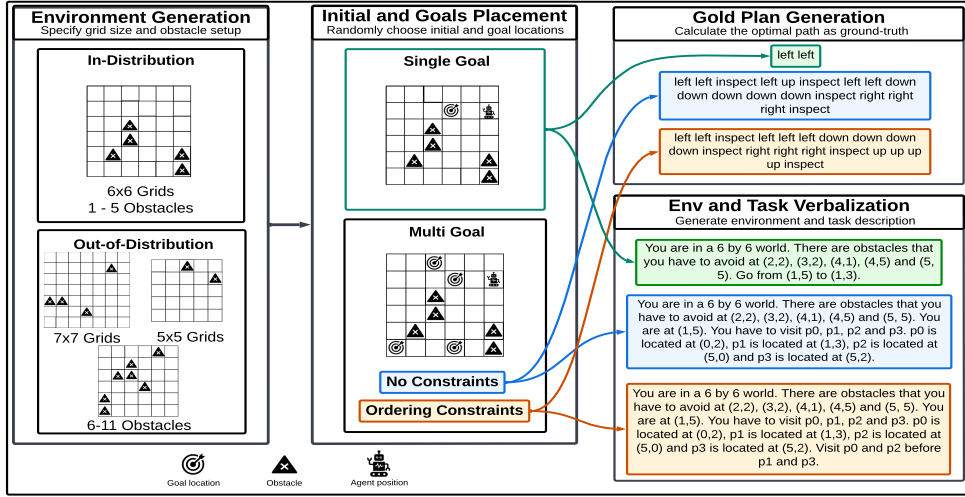 Environment Generation
Specify grid size and obstacle setup
In-Distribution
6x6 Grids
1 - 5 Obstacles
Out-of-Distribution
7x7 Grids
5x5 Grids
6-11 Obstacles
Initial and Goals Placement
Randomly choose initial and goal locations
Single Goal
Multi Goal
No Constraints
Ordering Constraints
Gold Plan Generation
Calculate the optimal path as ground-truth
left left
left left inspect left up inspect left left down
down down down down inspect right right
right inspect
left left inspect left left left down down down
down inspect right right right inspect up up up
up inspect
Env and Task Verbalization
Generate environment and task description
You are in a 6 by 6 world. There are obstacles that
you have to avoid at (2,2), (3,2), (4,1), (4,5) and (5,
5). Go from (1,5) to (1,3).
You are in a 6 by 6 world. There are obstacles that you
have to avoid at (2,2), (3,2), (4,1), (4,5) and (5 5). You
are at (1,5). You have to visit p0, p1, p2 and p3. p0 is
located at (0,2), p1 is located at (1,3), p2 is located at
(5,0) and p3 is located at (5,2).
You are in a 6 by 6 world. There are obstacles that you
have to avoid at (2,2), (3,2), (4,1), (4,5) and (5, 5). You
are at (1,5). You have to visit p0, p1, p2 and p3. p0 is
located at (0,2), p1 is located at (1,3), p2 is located at
(5,0) and p3 is located at (5,2). Visit p0 and p2 before
p1 and p3.
Goal location
Obstacle
Agent position